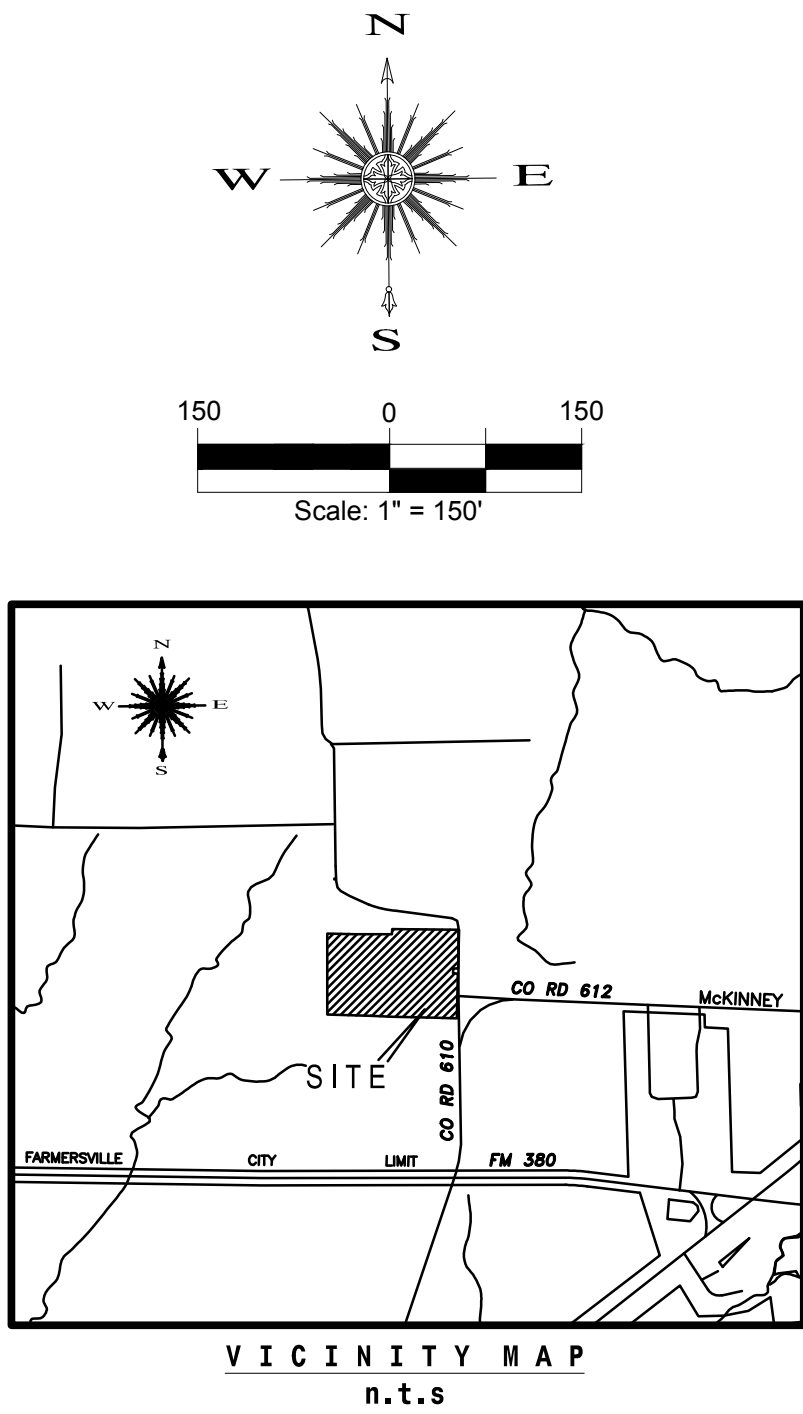 N
W E
S
150 0 150
Scale: 1" = 150'
N
W E
S
CO RD 612
McKINNEY
SITE
CO RD 610
FARMERSVILLE CITY LIMIT FM 380
VICINITY MAP
n.t.s